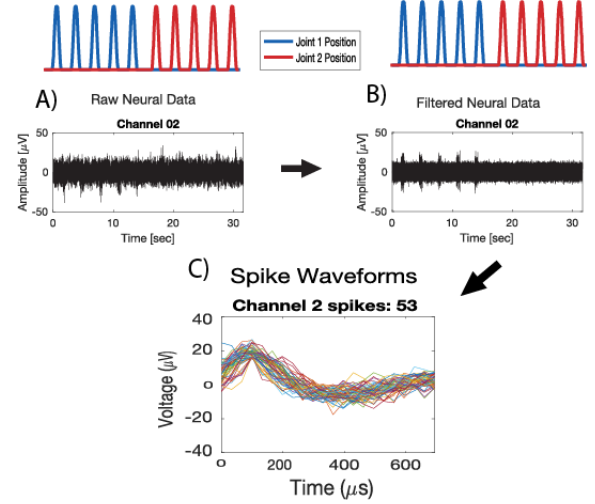 Joint 1 Position
Joint 2 Position
A)
Raw Neural Data
Channel 02
Amplitude [μV]
50
0
-50
0
10
20
30
Time [sec]
B)
Filtered Neural Data
Channel 02
Amplitude [μV]
50
0
-50
0
10
20
30
Time [sec]
C)
Spike Waveforms
Channel 2 spikes: 53
Voltage (μV)
40
20
0
-20
-40
0
200
400
600
Time (μs)